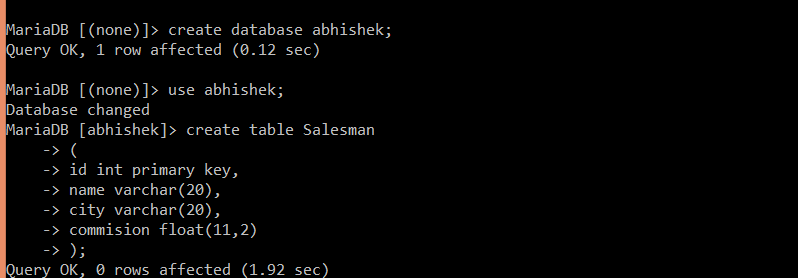 MariaDB [(none)]> create database abhishek;
Query OK, 1 row affected (0.12 sec)
MariaDB [(none)]> use abhishek;
Database changed
MariaDB [abhishek]> create table Salesman
-> (
-> id int primary key,
-> name varchar(20),
-> city varchar(20),
-> commision float(11,2)
-> );
Query OK, 0 rows affected (1.92 sec)